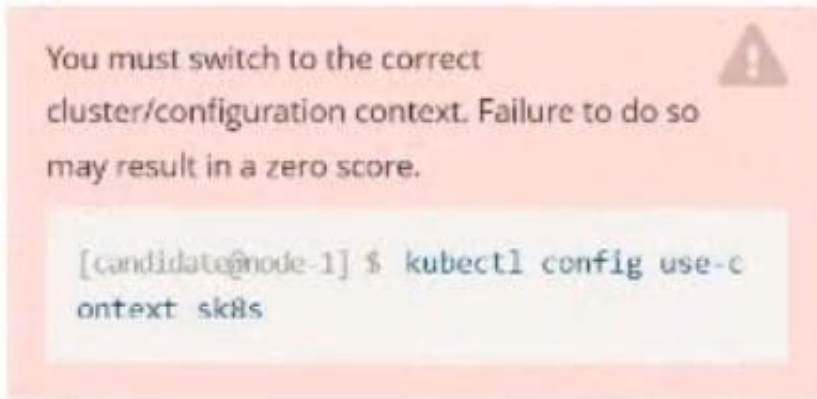 You must switch to the correct
cluster/configuration context. Failure to do so
may result in a zero score.
[candidate@node-1] $ kubectl config use-c
ontext sk8s